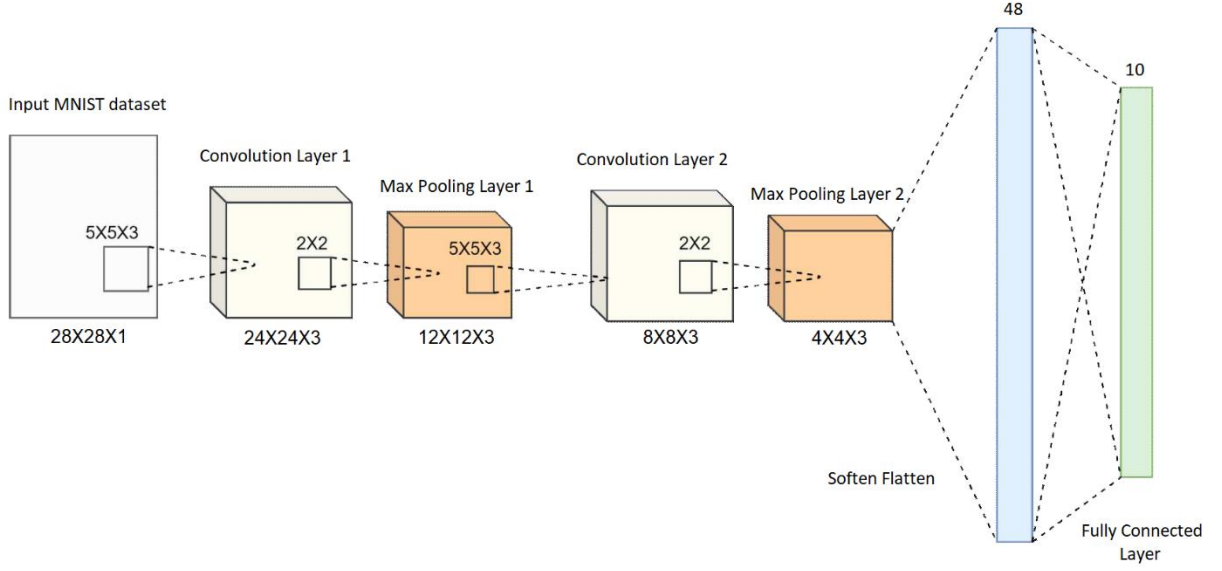 48
10
Input MNIST dataset
Convolution Layer 1
Convolution Layer 2
Max Pooling Layer 1
Max Pooling Layer 2
5X5X3
2X2
5X5X3
2X2
28X28X1
24X24X3
12X12X3
8X8X3
4X4X3
Soften Flatten
Fully Connected
Layer